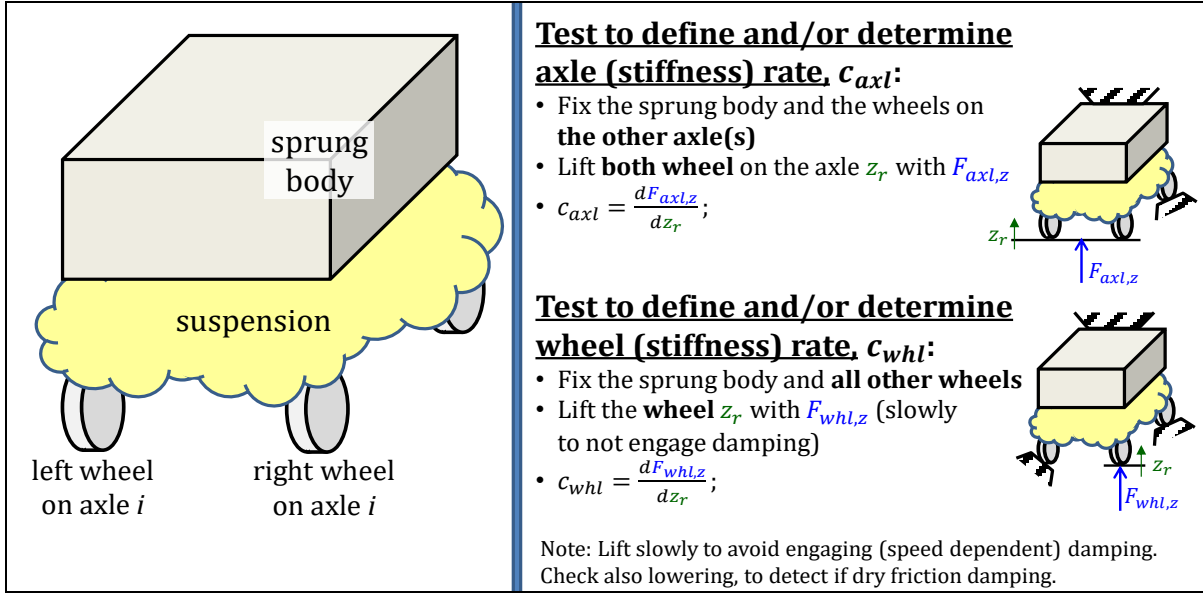 sprung
body
suspension
left wheel
on axle i
right wheel
on axle i
Test to define and/or determine
axle (stiffness) rate, c_axl:
• Fix the sprung body and the wheels on
the other axle(s)
• Lift both wheel on the axle z_r with F_axl,z
• c_axl = dF_axl,z / dz_r ;
z_r
F_axl,z
Test to define and/or determine
wheel (stiffness) rate, c_whl:
• Fix the sprung body and all other wheels
• Lift the wheel z_r with F_whl,z (slowly
to not engage damping)
• c_whl = dF_whl,z / dz_r ;
z_r
F_whl,z
Note: Lift slowly to avoid engaging (speed dependent) damping.
Check also lowering, to detect if dry friction damping.